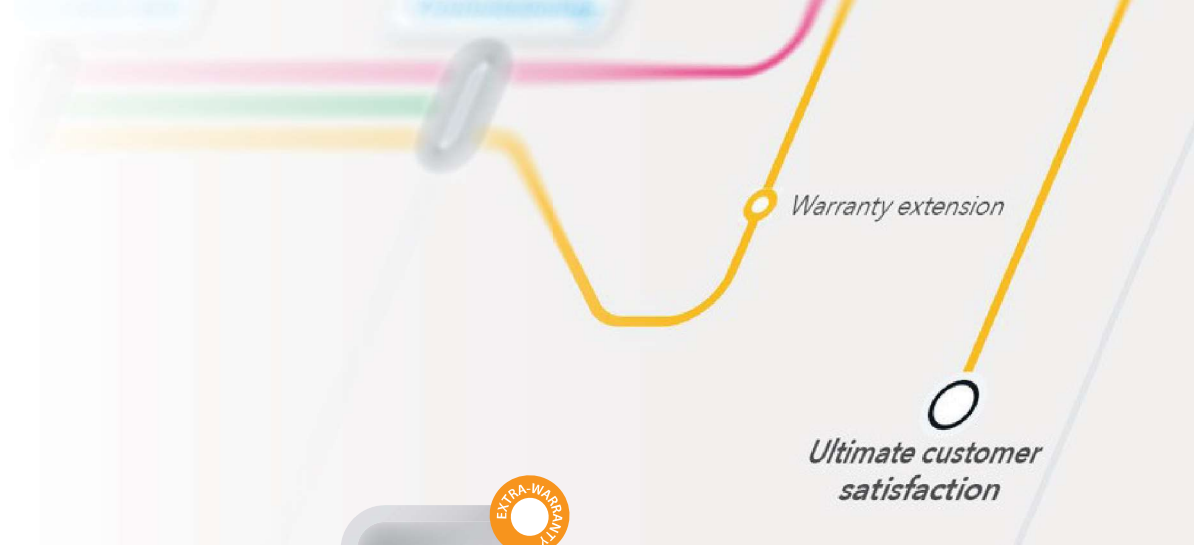 Warranty extension
Ultimate customer
satisfaction
EXTRA-WARRANTY